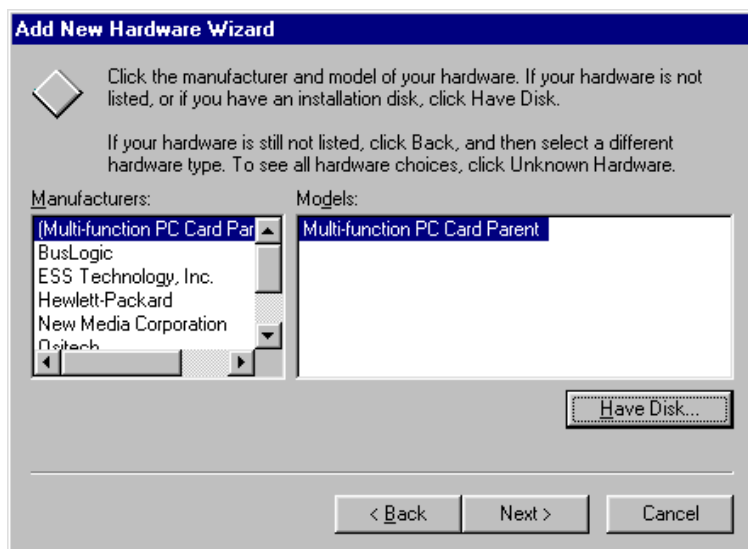 Add New Hardware Wizard
Click the manufacturer and model of your hardware. If your hardware is not
listed, or if you have an installation disk, click Have Disk.
If your hardware is still not listed, click Back, and then select a different
hardware type. To see all hardware choices, click Unknown Hardware.
Manufacturers:
Models:
(Multi-function PC Card Par
Multi-function PC Card Parent
BusLogic
ESS Technology, Inc.
Hewlett-Packard
New Media Corporation
Ositech
Have Disk...
< Back
Next >
Cancel